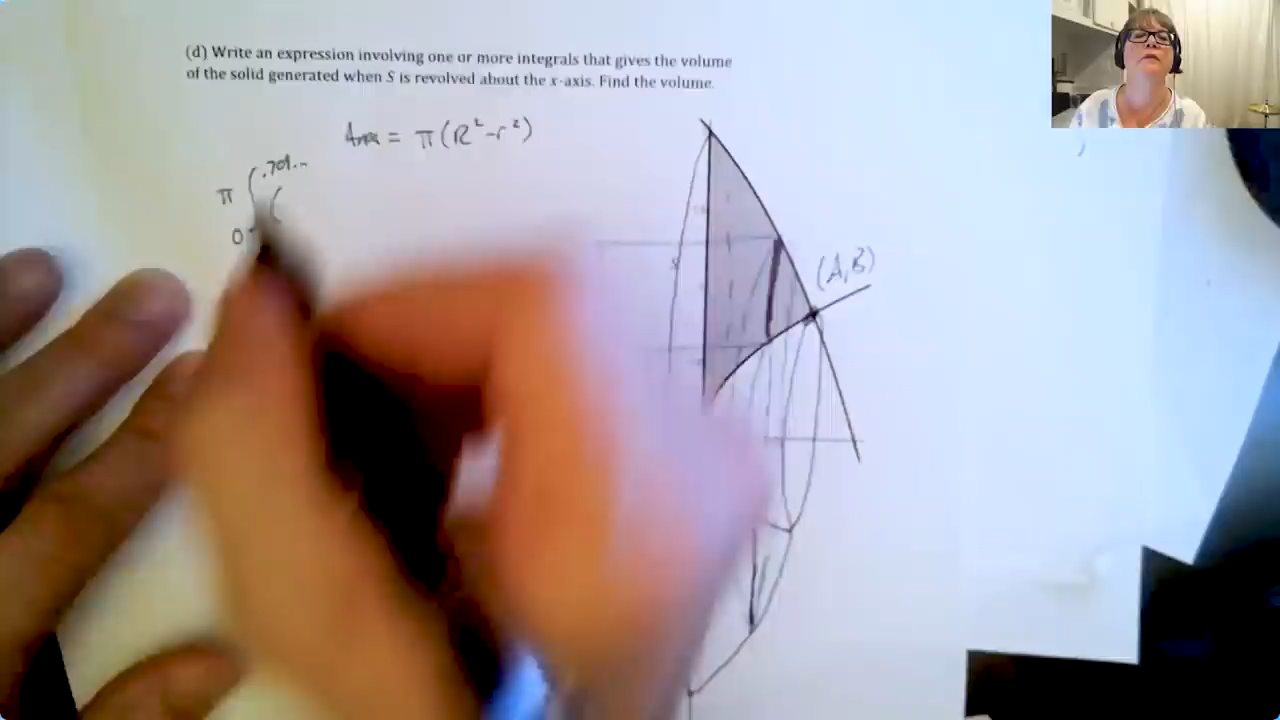 (d) Write an expression involving one or more integrals that gives the volume
of the solid generated when S is revolved about the x-axis. Find the volume.
Area = π(R²-r²)
π ∫ .701... (
0
(A,B)